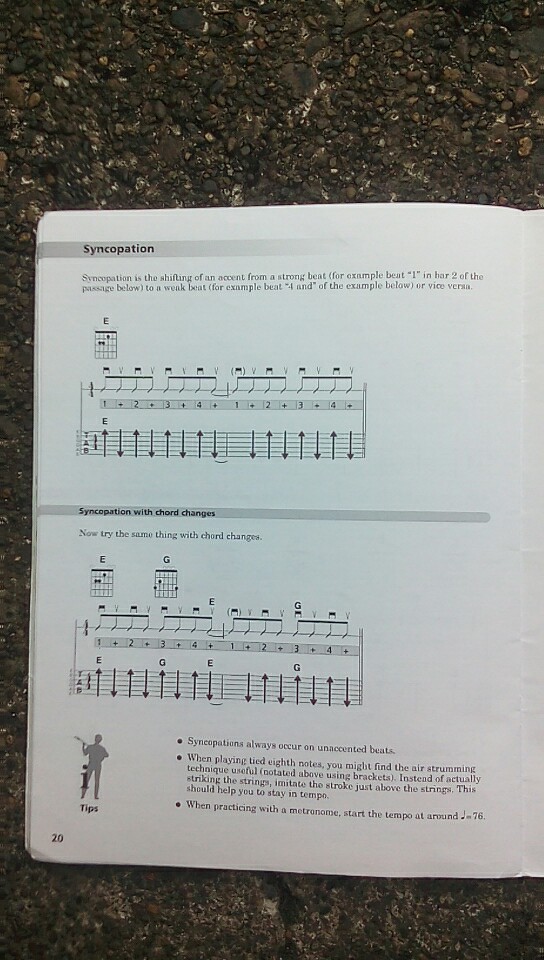 Syncopation
Syncopation is the shifting of an accent from a strong beat (for example beat "1" in bar 2 of the
passage below) to a weak beat (for example beat "4 and" of the example below) or vice versa.
E
1 + 2 + 3 + 4 + 1 + 2 + 3 + 4 +
E
T
A
B
Syncopation with chord changes
Now try the same thing with chord changes.
E G
E G
1 + 2 + 3 + 4 + 1 + 2 + 3 + 4 +
E G E G
T
A
B
• Syncopations always occur on unaccented beats.
• When playing tied eighth notes, you might find the air strumming
technique useful (notated above using brackets). Instead of actually
striking the strings, imitate the stroke just above the strings. This
should help you to stay in tempo.
• When practicing with a metronome, start the tempo at around ♩=76.
i
Tips
20